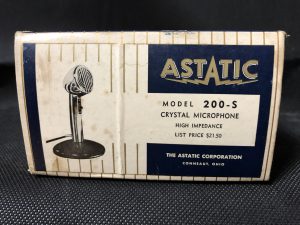 ASTATIC
MODEL 200-S
CRYSTAL MICROPHONE
HIGH IMPEDANCE
LIST PRICE $21.50
THE ASTATIC CORPORATION
CONNEAUT, OHIO